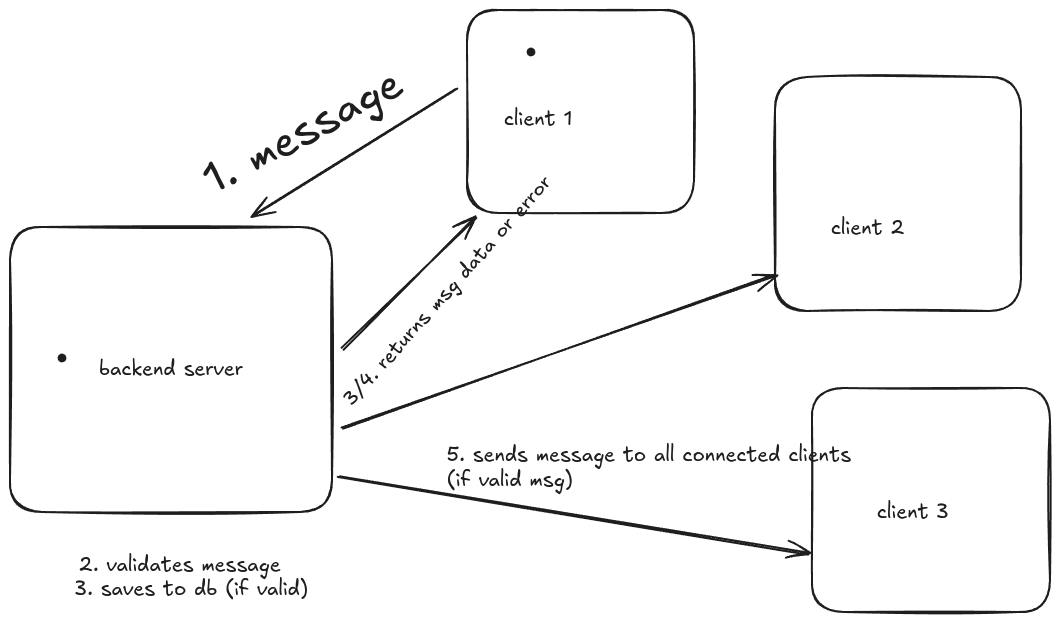 client 1
1. message
client 2
3/4. returns msg data or error
backend server
5. sends message to all connected clients
(if valid msg)
client 3
2. validates message
3. saves to db (if valid)